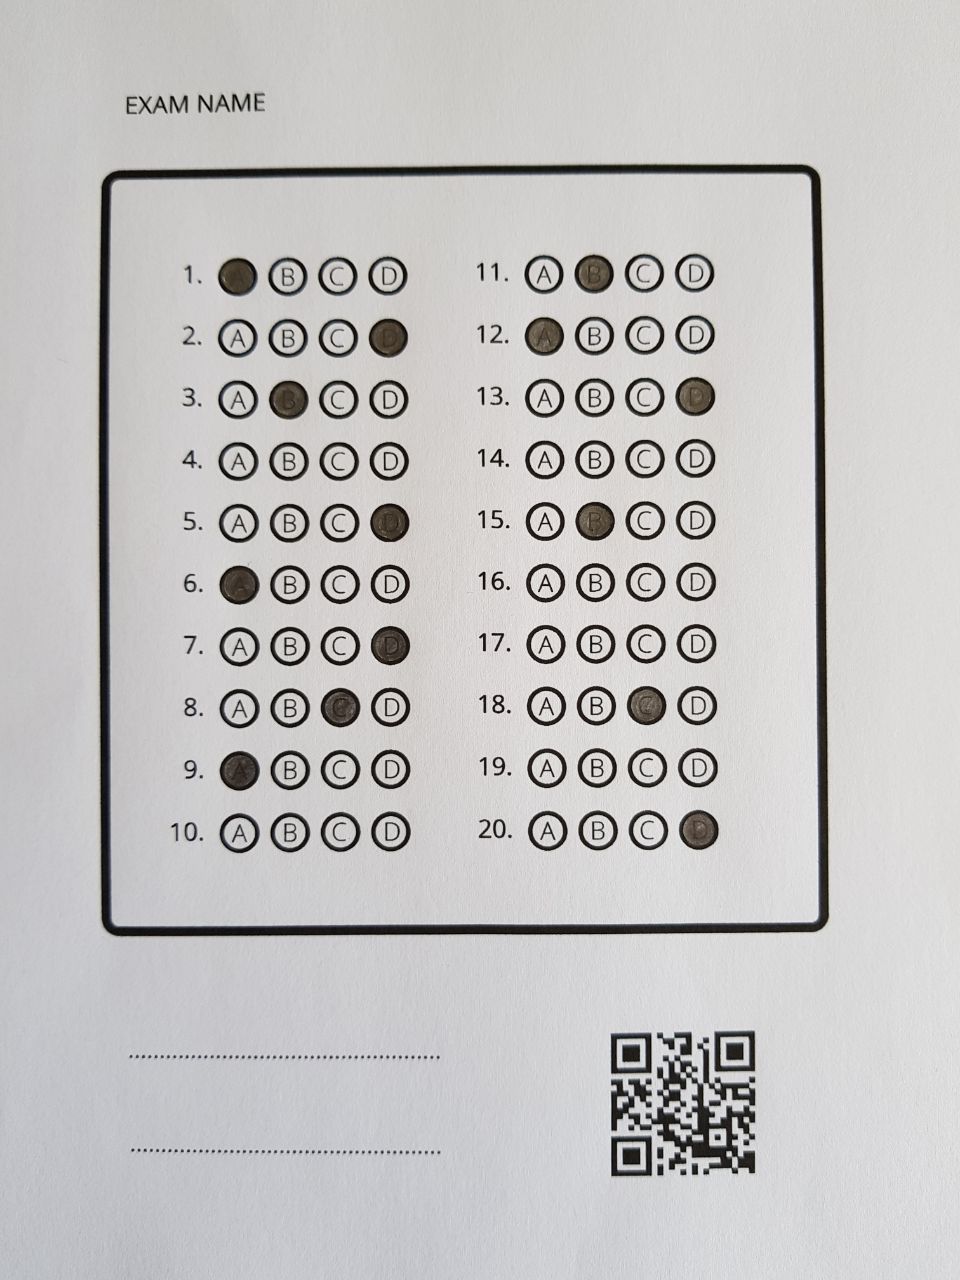 EXAM NAME
1. A B C D
2. A B C D
3. A B C D
4. A B C D
5. A B C D
6. A B C D
7. A B C D
8. A B C D
9. A B C D
10. A B C D
11. A B C D
12. A B C D
13. A B C D
14. A B C D
15. A B C D
16. A B C D
17. A B C D
18. A B C D
19. A B C D
20. A B C D